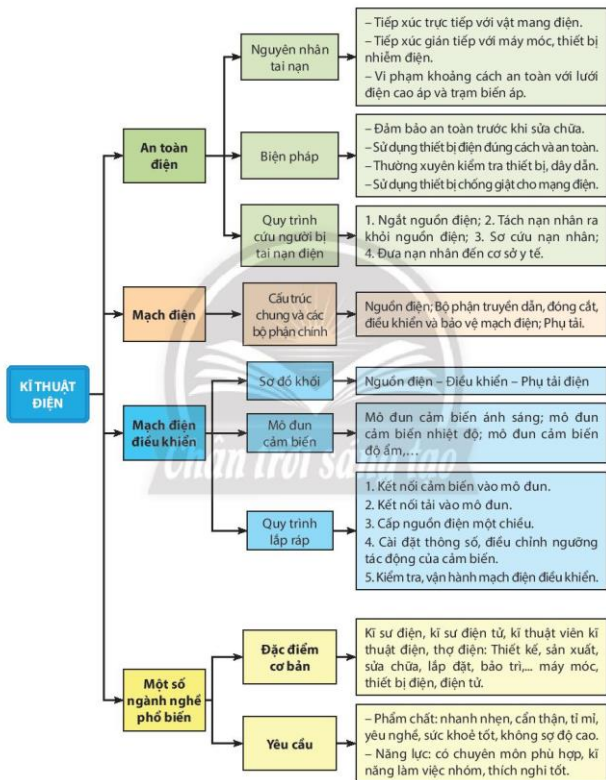 KĨ THUẬT
ĐIỆN
An toàn
điện
Nguyên nhân
tai nạn
– Tiếp xúc trực tiếp với vật mang điện.
– Tiếp xúc gián tiếp với máy móc, thiết bị
nhiễm điện.
– Vi phạm khoảng cách an toàn với lưới
điện cao áp và trạm biến áp.
Biện pháp
– Đảm bảo an toàn trước khi sửa chữa.
– Sử dụng thiết bị điện đúng cách và an toàn.
– Thường xuyên kiểm tra thiết bị, dây dẫn.
– Sử dụng thiết bị chống giật cho mạng điện.
Quy trình
cứu người bị
tai nạn điện
1. Ngắt nguồn điện; 2. Tách nạn nhân ra
khỏi nguồn điện; 3. Sơ cứu nạn nhân;
4. Đưa nạn nhân đến cơ sở y tế.
Mạch điện
Cấu trúc
chung và các
bộ phận chính
Nguồn điện; Bộ phận truyền dẫn, đóng cắt,
điều khiển và bảo vệ mạch điện; Phụ tải.
Mạch điện
điều khiển
Sơ đồ khối
Nguồn điện – Điều khiển – Phụ tải điện
Mô đun
cảm biến
Mô đun cảm biến ánh sáng; mô đun
cảm biến nhiệt độ; mô đun cảm biến
độ ẩm,…
Quy trình
lắp ráp
1. Kết nối cảm biến vào mô đun.
2. Kết nối tải vào mô đun.
3. Cấp nguồn điện một chiều.
4. Cài đặt thông số, điều chỉnh ngưỡng
tác động của cảm biến.
5. Kiểm tra, vận hành mạch điện điều khiển.
Một số
ngành nghề
phổ biến
Đặc điểm
cơ bản
Kĩ sư điện, kĩ sư điện tử, kĩ thuật viên kĩ
thuật điện, thợ điện: Thiết kế, sản xuất,
sửa chữa, lắp đặt, bảo trì,... máy móc,
thiết bị điện, điện tử.
Yêu cầu
– Phẩm chất: nhanh nhẹn, cẩn thận, tỉ mỉ,
yêu nghề, sức khoẻ tốt, không sợ độ cao.
– Năng lực: có chuyên môn phù hợp, kĩ
năng làm việc nhóm, thích nghi tốt.
Chân trời sáng tạo